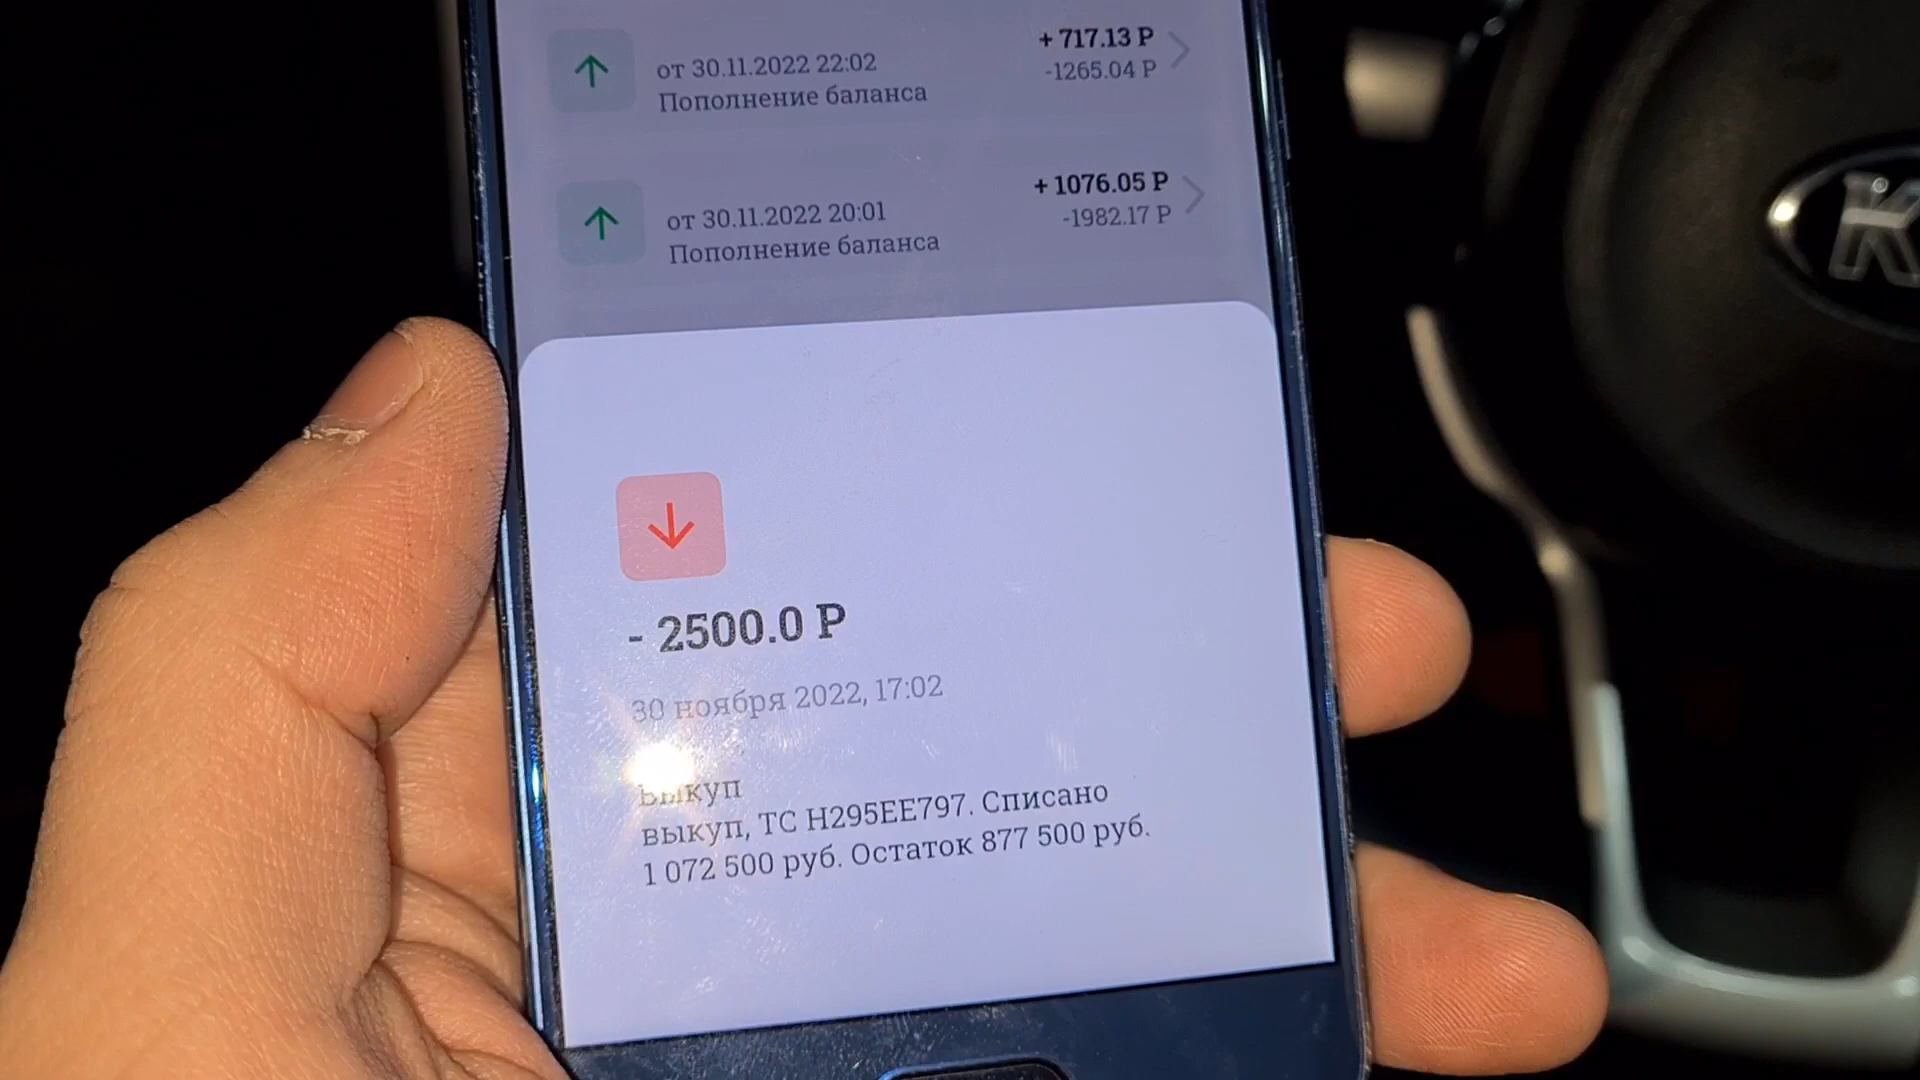 + 717.13 Р
от 30.11.2022 22:02
-1265.04 Р
Пополнение баланса
+ 1076.05 Р
от 30.11.2022 20:01
-1982.17 Р
Пополнение баланса
- 2500.0 Р
30 ноября 2022, 17:02
Выкуп
выкуп, ТС Н295ЕЕ797. Списано
1 072 500 руб. Остаток 877 500 руб.